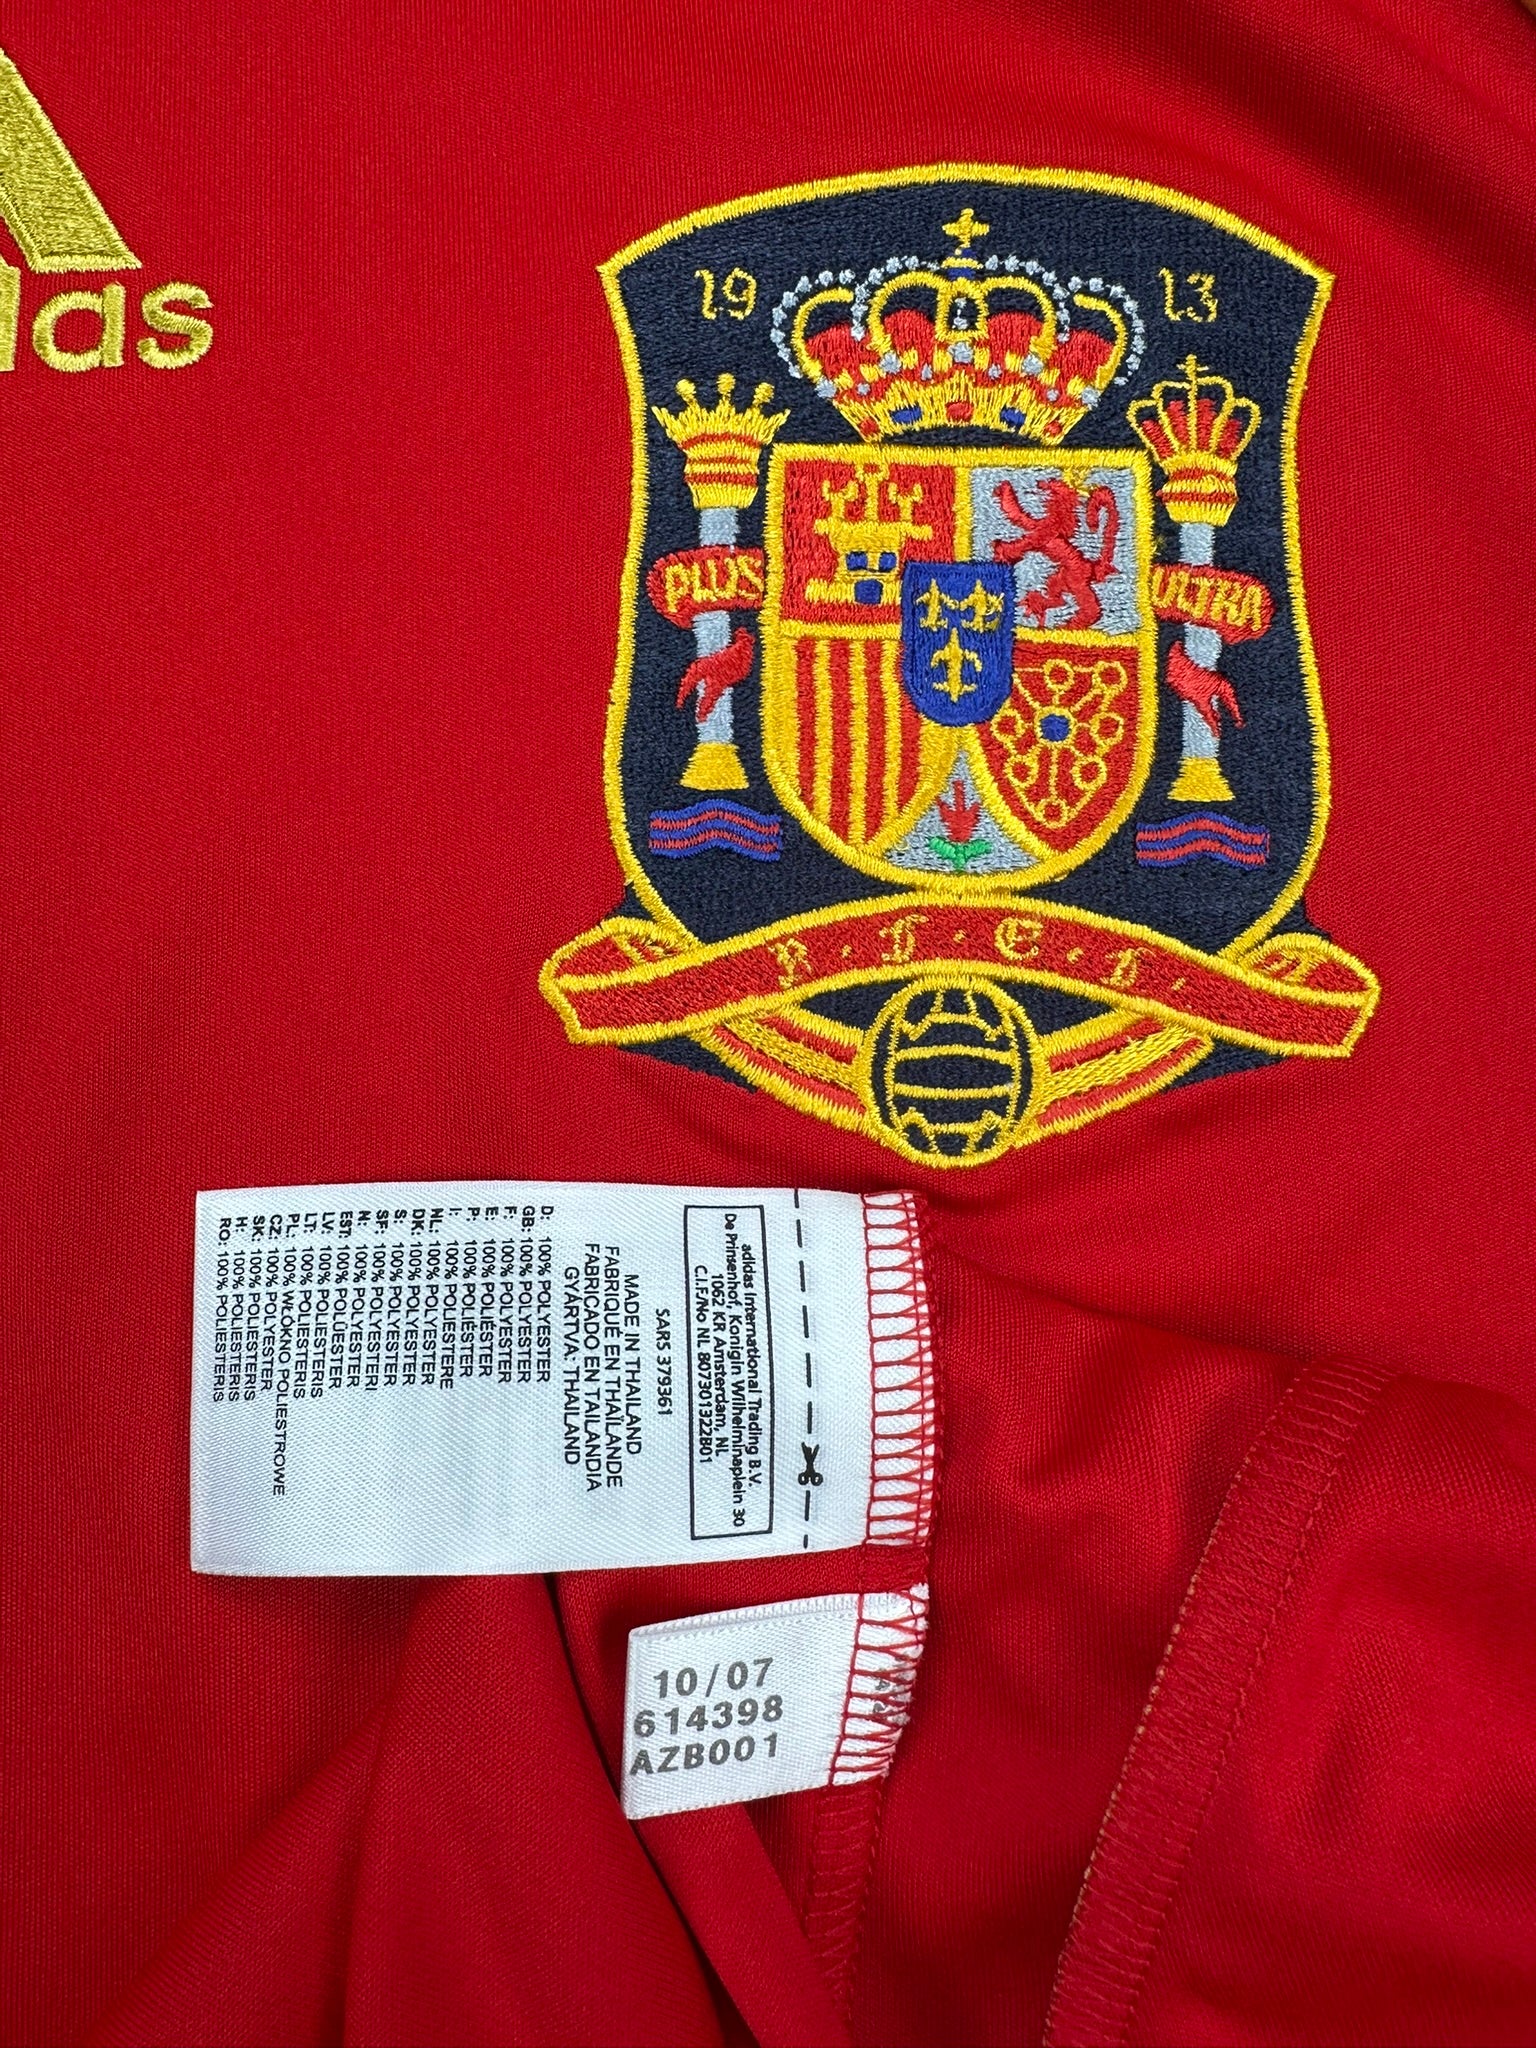 das
19 13
PLUS
ULTRA
R.F.E.D.
adidas International Trading B.V.
De Prinsenhof, Konigin Wilhelminaplein 30
1062 KR Amsterdam, NL
C.I.F./No NL 807301322B01
SARS 379361
MADE IN THAILAND
FABRIQUÉ EN THAÏLANDE
FABRICADO EN TAILANDIA
GYÁRTVA: THAILAND
D: 100% POLYESTER
GB: 100% POLYESTER
F: 100% POLYESTER
E: 100% POLIÉSTER
P: 100% POLIÉSTER
I: 100% POLIESTERE
NL: 100% POLYESTER
DK: 100% POLYESTER
S: 100% POLYESTER
SF: 100% POLYESTERI
N: 100% POLYESTER
EST: 100% POLÜESTER
LV: 100% POLIESTERIS
LT: 100% POLIESTERIS
PL: 100% WŁÓKNO POLIESTROWE
CZ: 100% POLYESTER
SK: 100% POLIESTERIS
H: 100% POLIESTERIS
RO: 100% POLIESTERIS
10/07
614398
AZB001